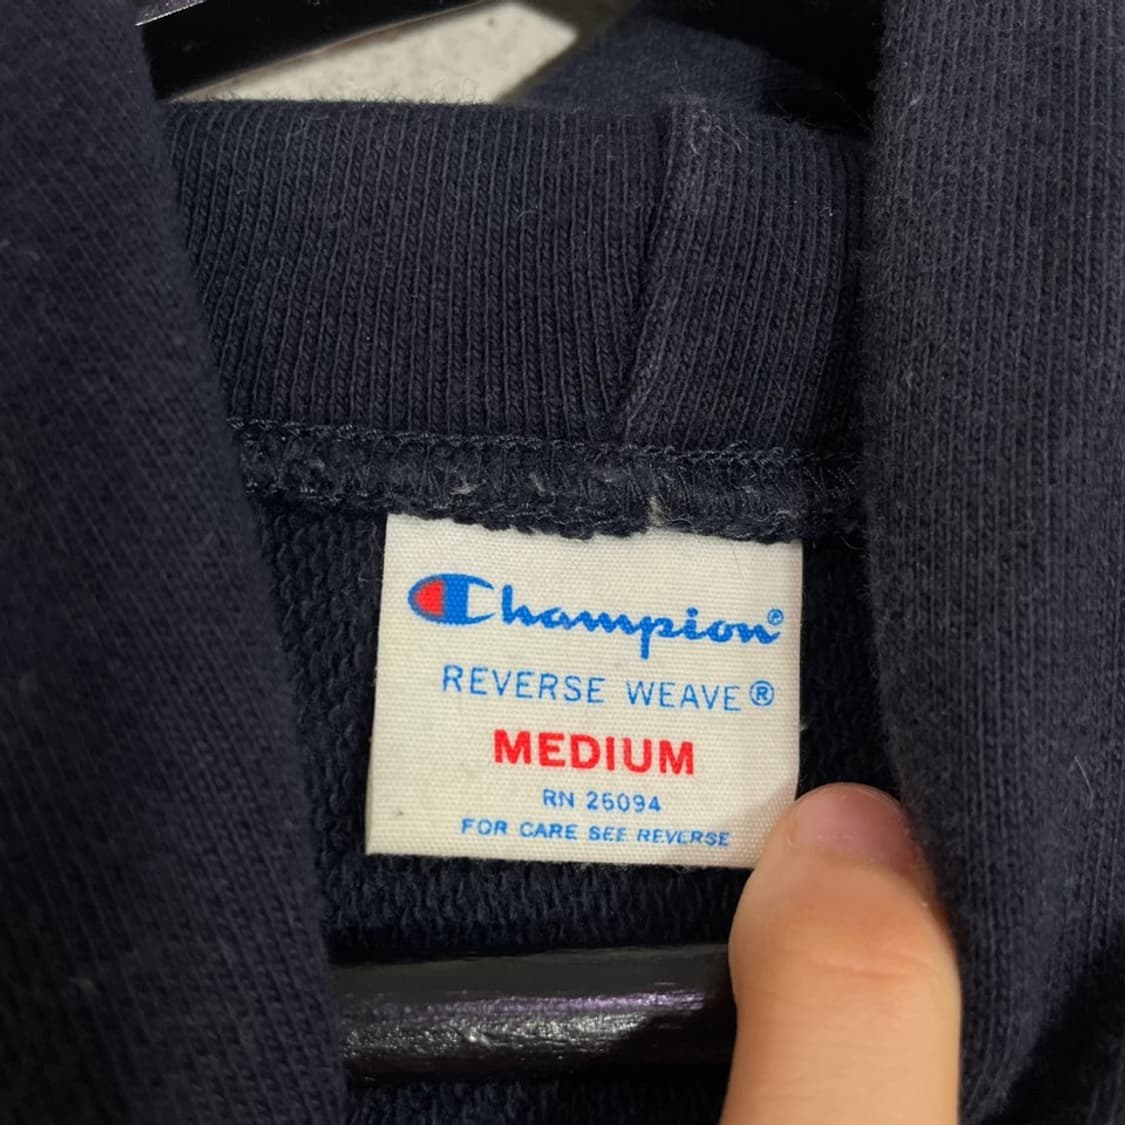 Champion®
REVERSE WEAVE®
MEDIUM
RN 26094
FOR CARE SEE REVERSE